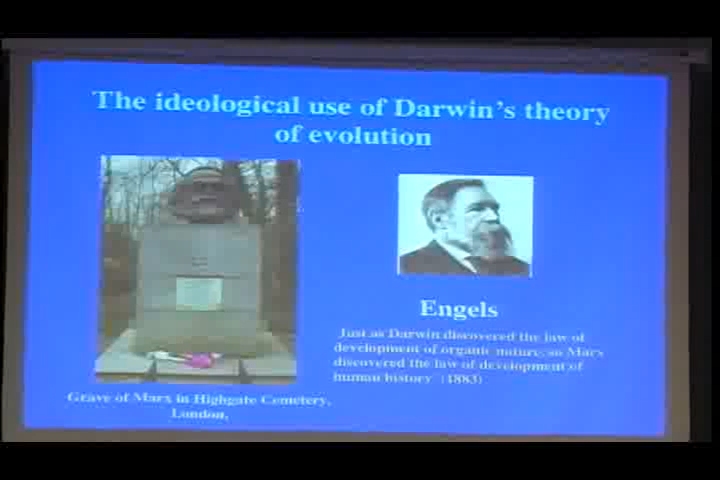 The ideological use of Darwin's theory
of evolution
Engels
Just as Darwin discovered the law of
development of organic nature, so Marx
discovered the law of development of
human history (1883)
Grave of Marx in Highgate Cemetery,
London,